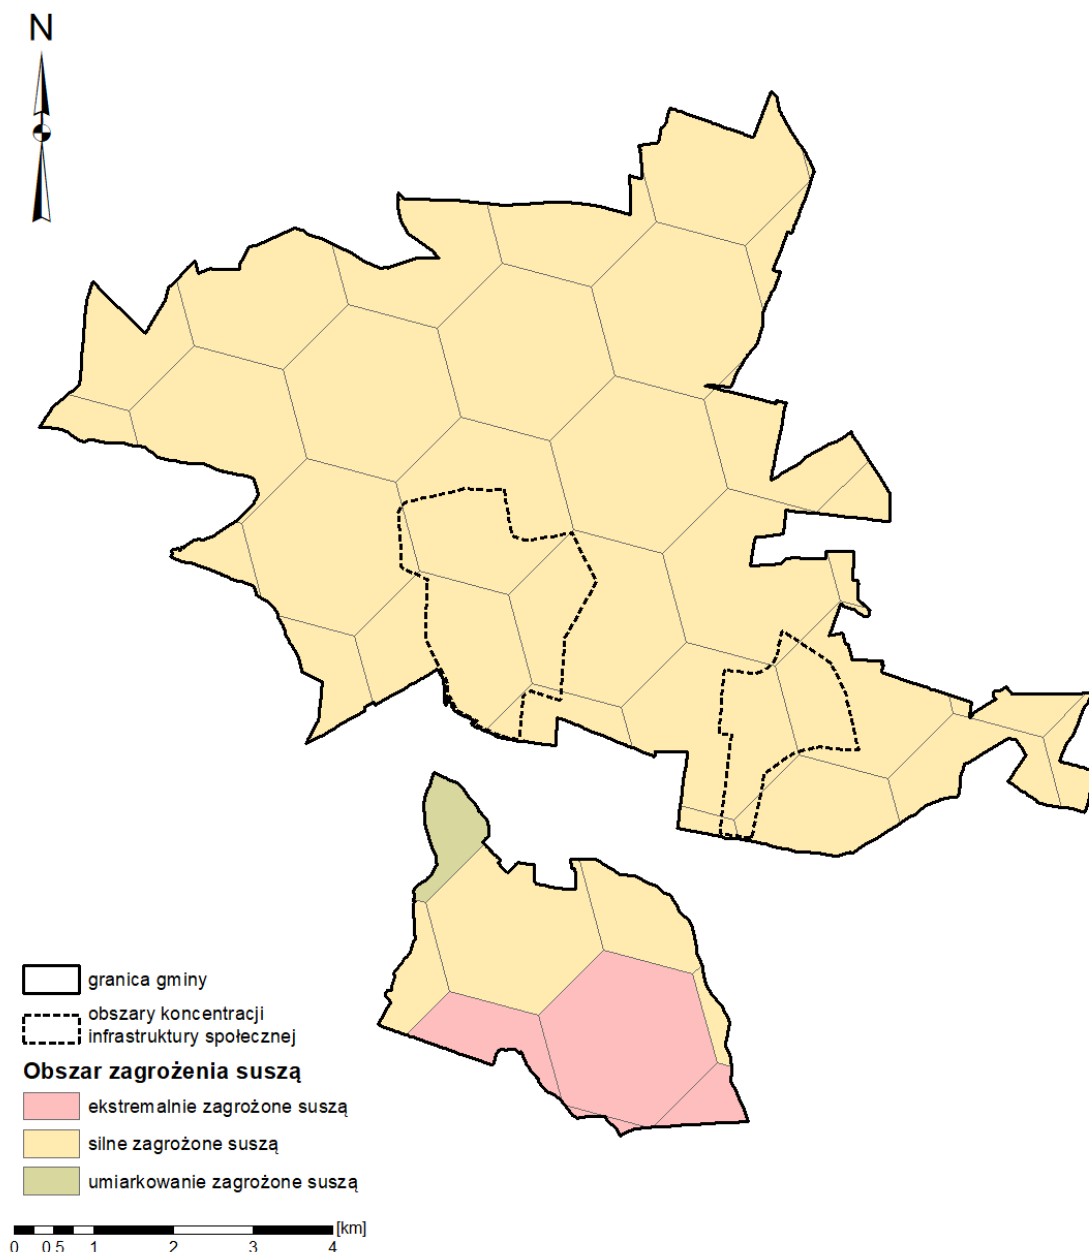 N
granica gminy
obszary koncentracji
infrastruktury społecznej
Obszar zagrożenia suszą
ekstremalnie zagrożone suszą
silne zagrożone suszą
umiarkowanie zagrożone suszą
[km]
0 0.5 1 2 3 4